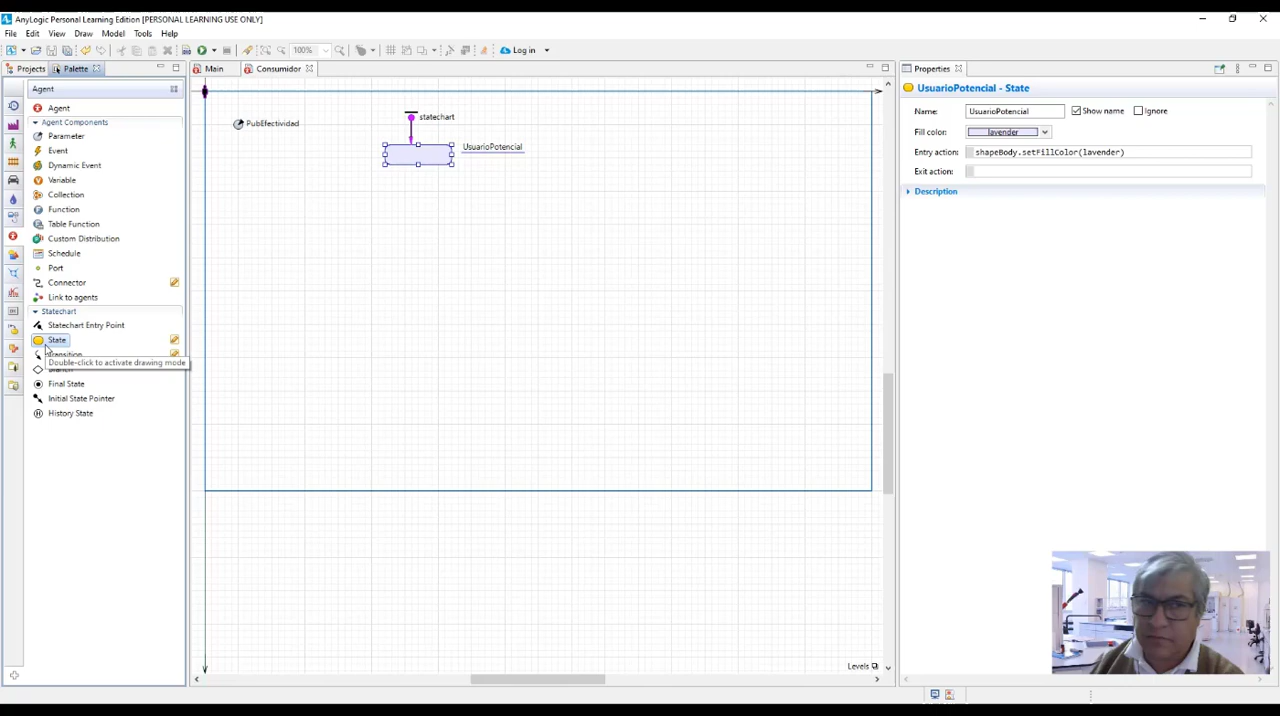 AnyLogic Personal Learning Edition [PERSONAL LEARNING USE ONLY]
File Edit View Draw Model Tools Help
100% Log in
Projects Palette Main Consumidor Properties
Agent
Agent
Agent Components
Parameter
Event
Dynamic Event
Variable
Collection
Function
Table Function
Custom Distribution
Schedule
Port
Connector
Link to agents
Statechart
Statechart Entry Point
State
Transition
Double-click to activate drawing mode
Branch
Final State
Initial State Pointer
History State
PubEfectividad
statechart
UsuarioPotencial
Levels
UsuarioPotencial - State
Name: UsuarioPotencial Show name Ignore
Fill color: lavender
Entry action: shapeBody.setFillColor(lavender)
Exit action:
Description